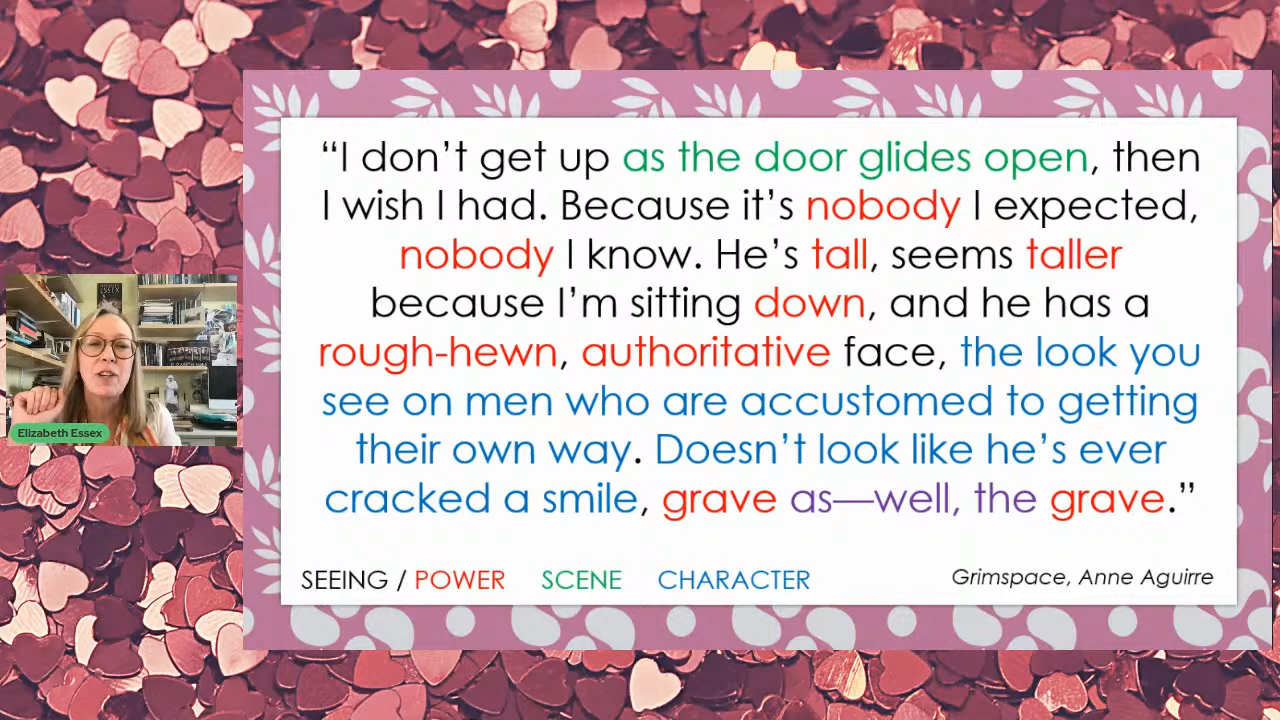 “I don’t get up as the door glides open, then
I wish I had. Because it’s nobody I expected,
nobody I know. He’s tall, seems taller
because I’m sitting down, and he has a
rough-hewn, authoritative face, the look you
see on men who are accustomed to getting
their own way. Doesn’t look like he’s ever
cracked a smile, grave as—well, the grave.”
SEEING / POWER SCENE CHARACTER
Grimspace, Anne Aguirre
ESSEX
Elizabeth Essex